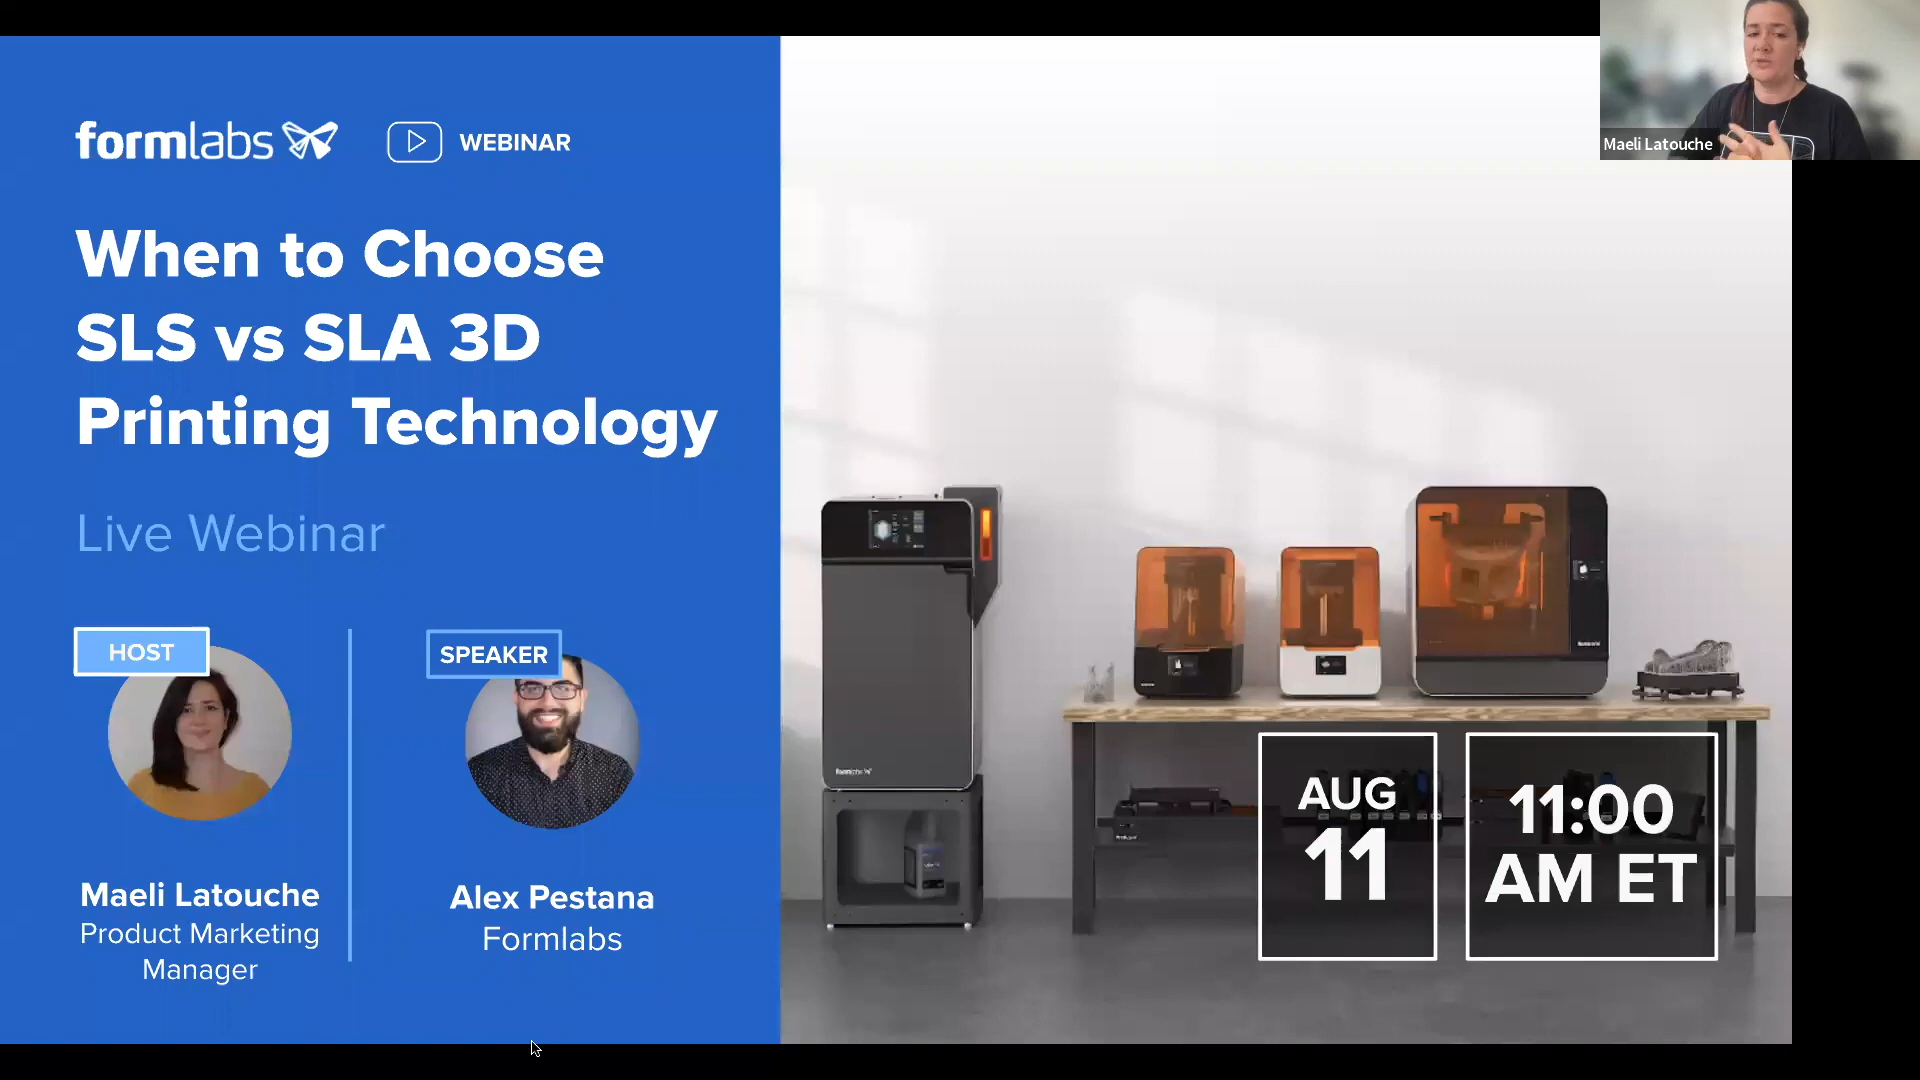 formlabs
WEBINAR
When to Choose
SLS vs SLA 3D
Printing Technology
Live Webinar
HOST
SPEAKER
Maeli Latouche
Product Marketing
Manager
Alex Pestana
Formlabs
AUG
11
11:00
AM ET
Maeli Latouche
formlabs